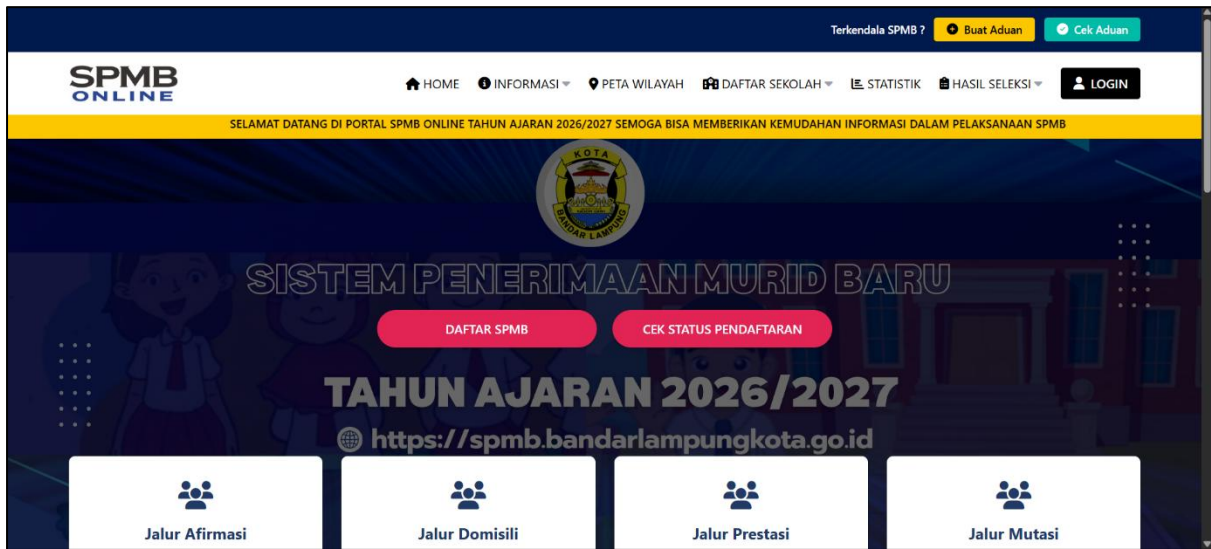 Terkendala SPMB ? Buat Aduan Cek Aduan
SPMB
ONLINE
HOME INFORMASI PETA WILAYAH DAFTAR SEKOLAH STATISTIK HASIL SELEKSI LOGIN
SELAMAT DATANG DI PORTAL SPMB ONLINE TAHUN AJARAN 2026/2027 SEMOGA BISA MEMBERIKAN KEMUDAHAN INFORMASI DALAM PELAKSANAAN SPMB
KOTA
BANDAR LAMPUNG
SISTEM PENERIMAAN MURID BARU
DAFTAR SPMB CEK STATUS PENDAFTARAN
TAHUN AJARAN 2026/2027
https://spmb.bandarlampungkota.go.id
Jalur Afirmasi Jalur Domisili Jalur Prestasi Jalur Mutasi